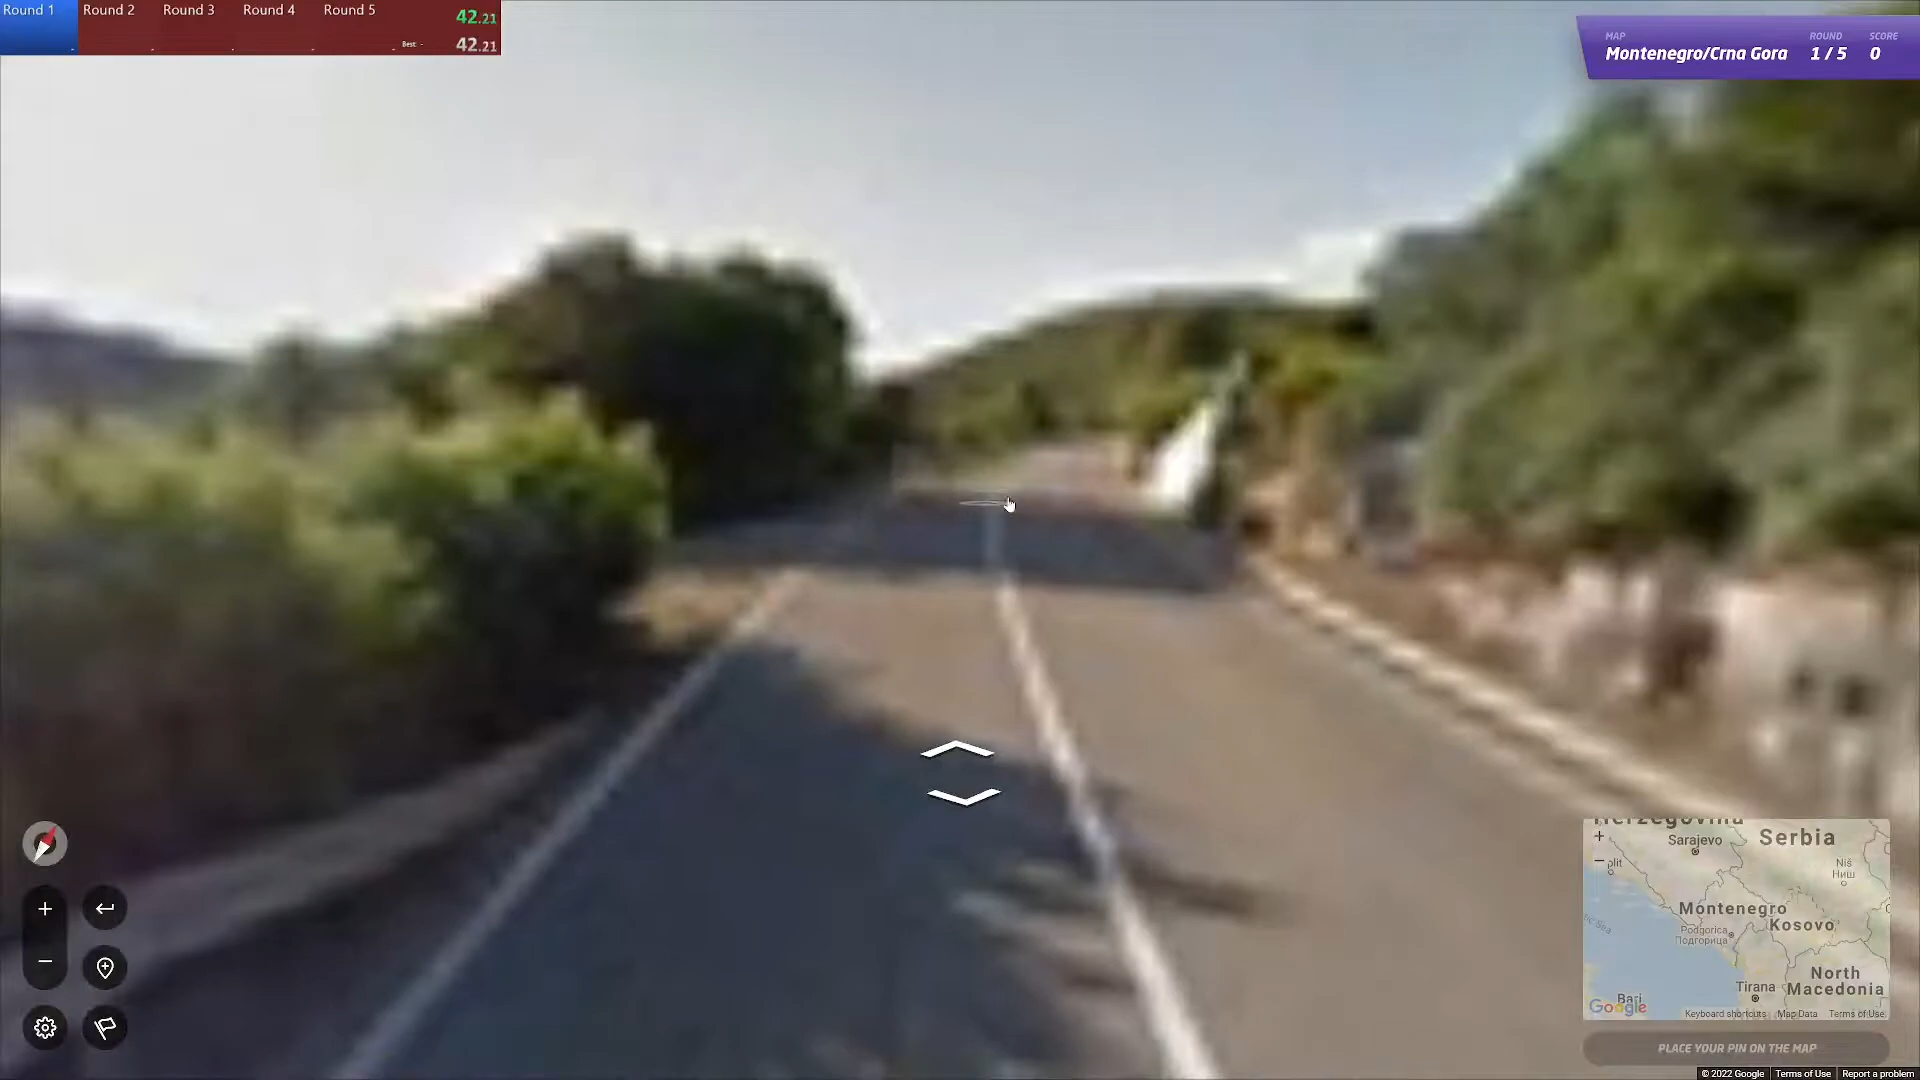 Round 1 Round 2 Round 3 Round 4 Round 5
42.21
Best: -
42.21
MAP
Montenegro/Crna Gora
ROUND
1 / 5
SCORE
0
Sarajevo
Serbia
Niš
Ниш
Montenegro
Kosovo
Podgorica
Подгорица
North
Macedonia
Tirana
Bari
Google
Keyboard shortcuts
Map Data
Terms of Use
PLACE YOUR PIN ON THE MAP
© 2022 Google
Terms of Use
Report a problem